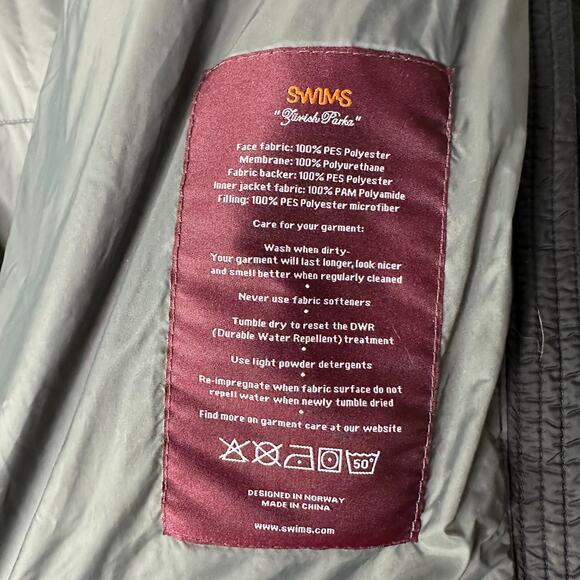 SWIMS
"Zürich Parka"
Face fabric: 100% PES Polyester
Membrane: 100% Polyurethane
Fabric backer: 100% PES Polyester
Inner jacket fabric: 100% PAM Polyamide
Filling: 100% PES Polyester microfiber
Care for your garment:
Wash when dirty-
Your garment will last longer, look nicer
and smell better when regularly cleaned
•
Never use fabric softeners
•
Tumble dry to reset the DWR
(Durable Water Repellent) treatment
•
Use light powder detergents
•
Re-impregnate when fabric surface do not
repell water when newly tumble dried
•
Find more on garment care at our website
50°
DESIGNED IN NORWAY
MADE IN CHINA
www.swims.com